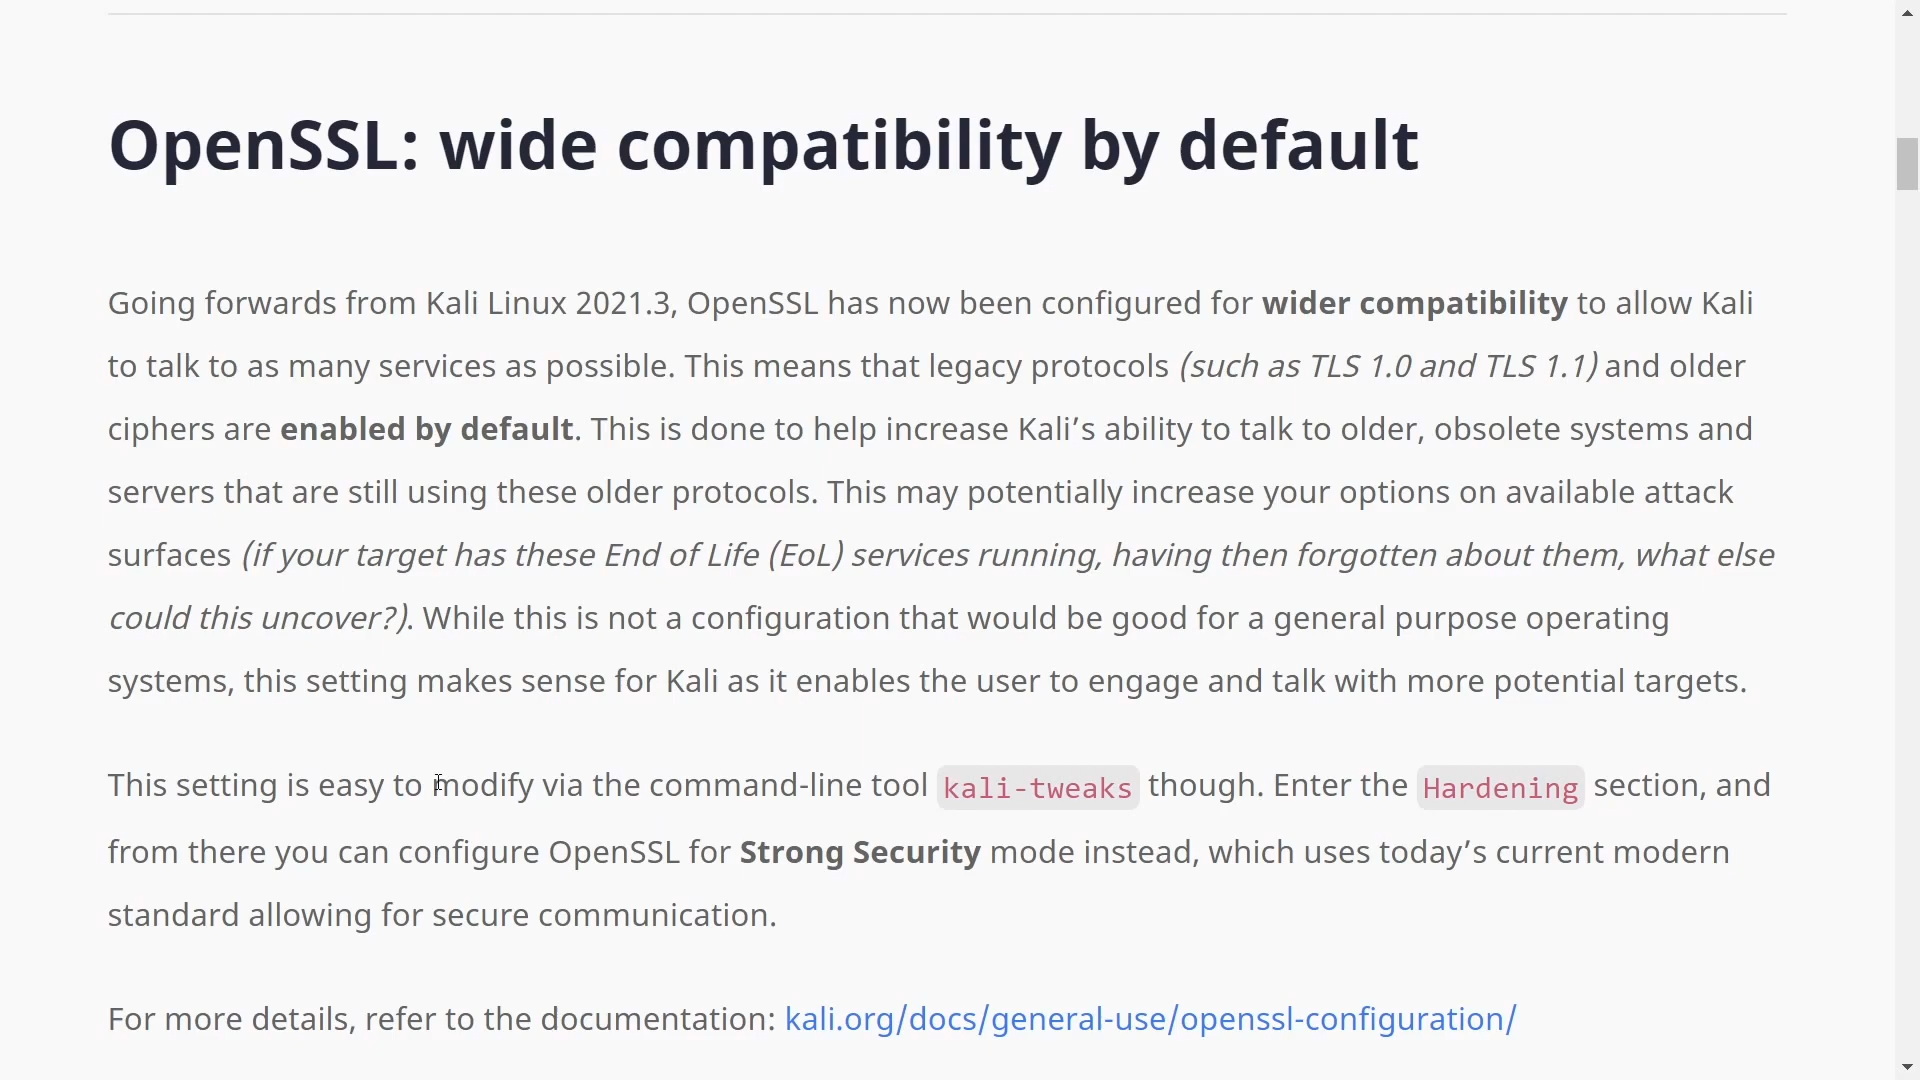 OpenSSL: wide compatibility by default
Going forwards from Kali Linux 2021.3, OpenSSL has now been configured for wider compatibility to allow Kali
to talk to as many services as possible. This means that legacy protocols (such as TLS 1.0 and TLS 1.1) and older
ciphers are enabled by default. This is done to help increase Kali’s ability to talk to older, obsolete systems and
servers that are still using these older protocols. This may potentially increase your options on available attack
surfaces (if your target has these End of Life (EoL) services running, having then forgotten about them, what else
could this uncover?). While this is not a configuration that would be good for a general purpose operating
systems, this setting makes sense for Kali as it enables the user to engage and talk with more potential targets.
This setting is easy to modify via the command-line tool kali-tweaks though. Enter the Hardening section, and
from there you can configure OpenSSL for Strong Security mode instead, which uses today’s current modern
standard allowing for secure communication.
For more details, refer to the documentation: kali.org/docs/general-use/openssl-configuration/